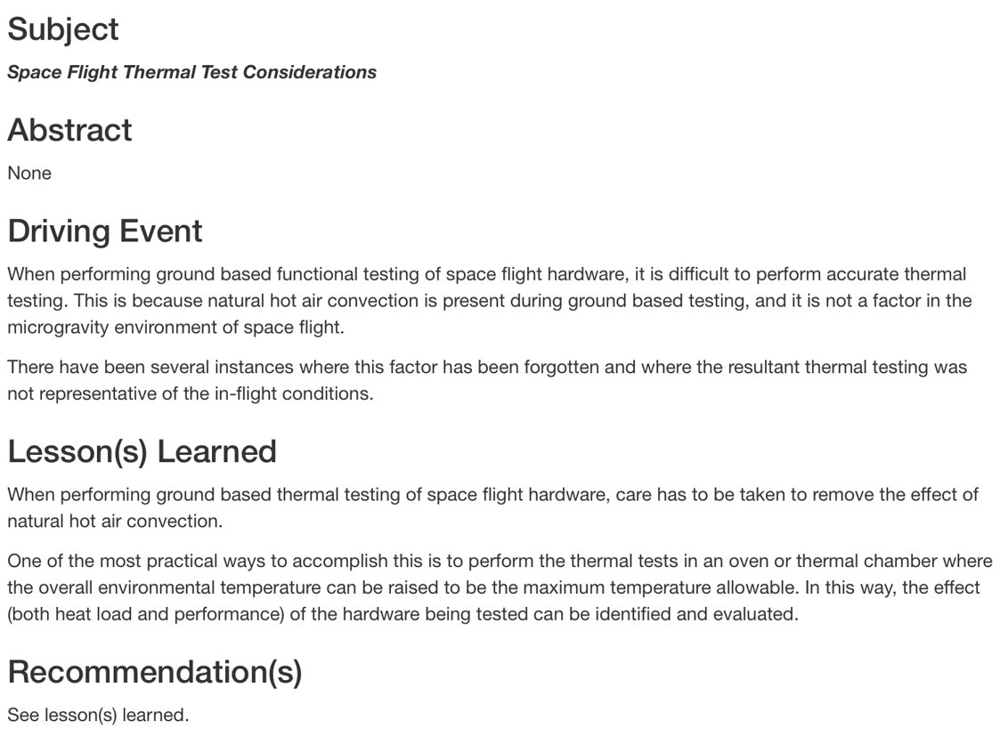 Subject
Space Flight Thermal Test Considerations
Abstract
None
Driving Event
When performing ground based functional testing of space flight hardware, it is difficult to perform accurate thermal
testing. This is because natural hot air convection is present during ground based testing, and it is not a factor in the
microgravity environment of space flight.
There have been several instances where this factor has been forgotten and where the resultant thermal testing was
not representative of the in-flight conditions.
Lesson(s) Learned
When performing ground based thermal testing of space flight hardware, care has to be taken to remove the effect of
natural hot air convection.
One of the most practical ways to accomplish this is to perform the thermal tests in an oven or thermal chamber where
the overall environmental temperature can be raised to be the maximum temperature allowable. In this way, the effect
(both heat load and performance) of the hardware being tested can be identified and evaluated.
Recommendation(s)
See lesson(s) learned.